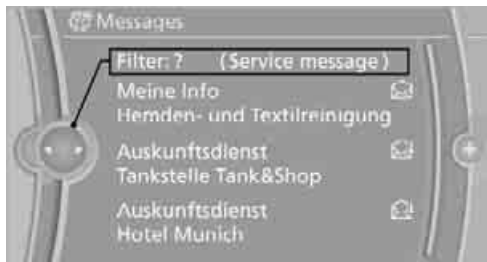 Messages
Filter: ? (Service message)
Meine Info
Hemden- und Textilreinigung
Auskunftsdienst
Tankstelle Tank&Shop
Auskunftsdienst
Hotel Munich